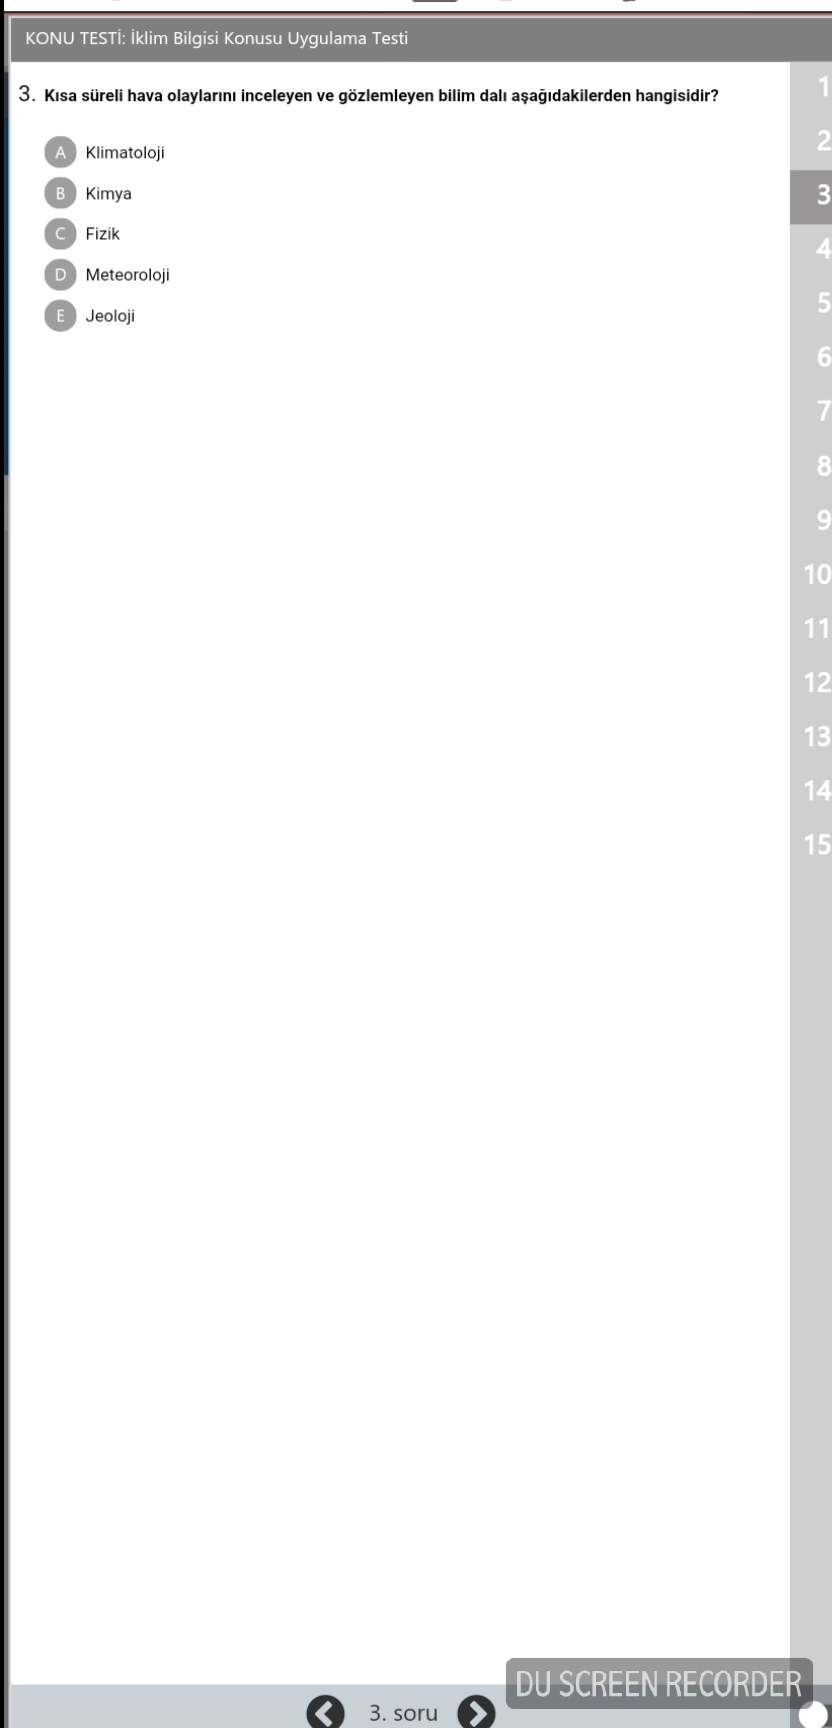 KONU TESTİ: İklim Bilgisi Konusu Uygulama Testi
3. Kısa süreli hava olaylarını inceleyen ve gözlemleyen bilim dalı aşağıdakilerden hangisidir?
A Klimatoloji
B Kimya
C Fizik
D Meteoroloji
E Jeoloji
1
2
3
4
5
6
7
8
9
10
11
12
13
14
15
DU SCREEN RECORDER
3. soru